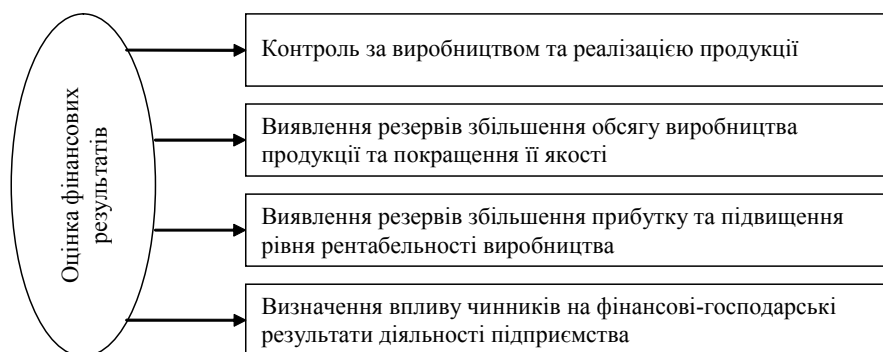 Оцінка фінансових
результатів
Контроль за виробництвом та реалізацією продукції
Виявлення резервів збільшення обсягу виробництва
продукції та покращення її якості
Виявлення резервів збільшення прибутку та підвищення
рівня рентабельності виробництва
Визначення впливу чинників на фінансові-господарські
результати діяльності підприємства